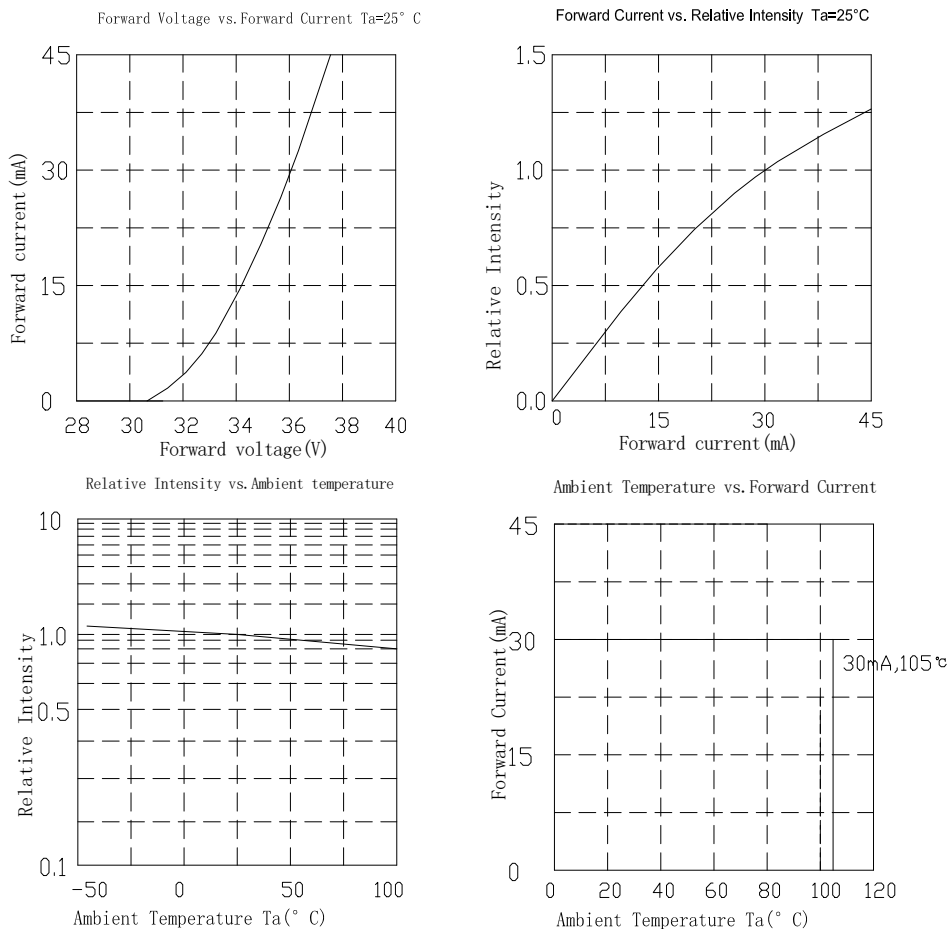 Forward Voltage vs.Forward Current Ta=25° C
45
30
15
0
28 30 32 34 36 38 40
Forward current(mA)
Forward voltage(V)
Forward Current vs. Relative Intensity Ta=25°C
1.5
1.0
0.5
0.0
0 15 30 45
Relative Intensity
Forward current(mA)
Relative Intensity vs.Ambient temperature
10
1.0
0.5
0.1
-50 0 50 100
Relative Intensity
Ambient Temperature Ta(° C)
Ambient Temperature vs.Forward Current
45
30
15
0
0 20 40 60 80 100 120
30mA,105℃
Forward Current(mA)
Ambient Temperature Ta(° C)